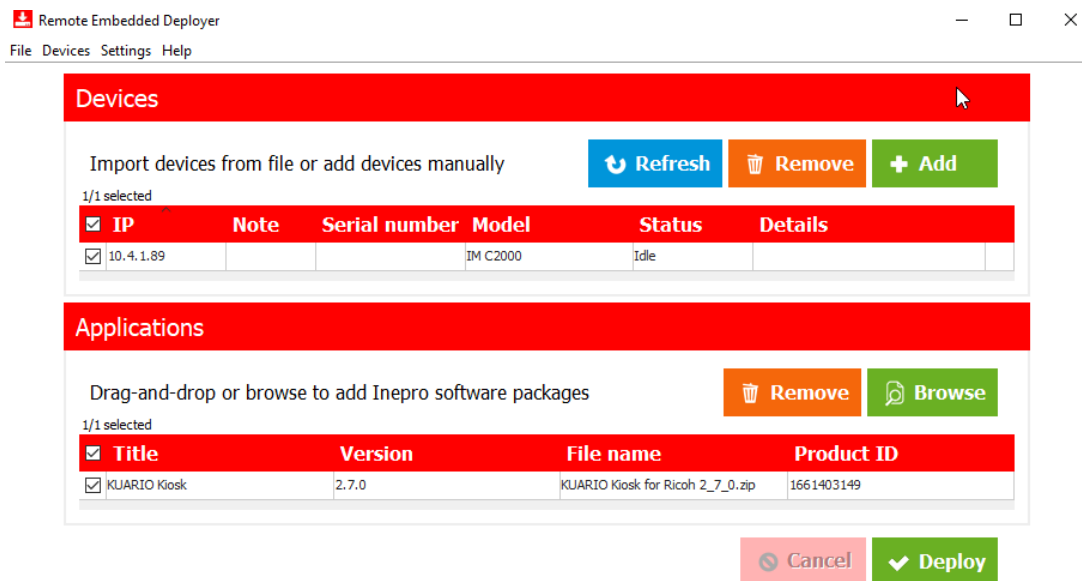 Remote Embedded Deployer
File Devices Settings Help
Devices
Import devices from file or add devices manually
Refresh Remove Add
1/1 selected
IP Note Serial number Model Status Details
10.4.1.89 IM C2000 Idle
Applications
Drag-and-drop or browse to add Inepro software packages
Remove Browse
1/1 selected
Title Version File name Product ID
KUARIO Kiosk 2.7.0 KUARIO Kiosk for Ricoh 2_7_0.zip 1661403149
Cancel Deploy